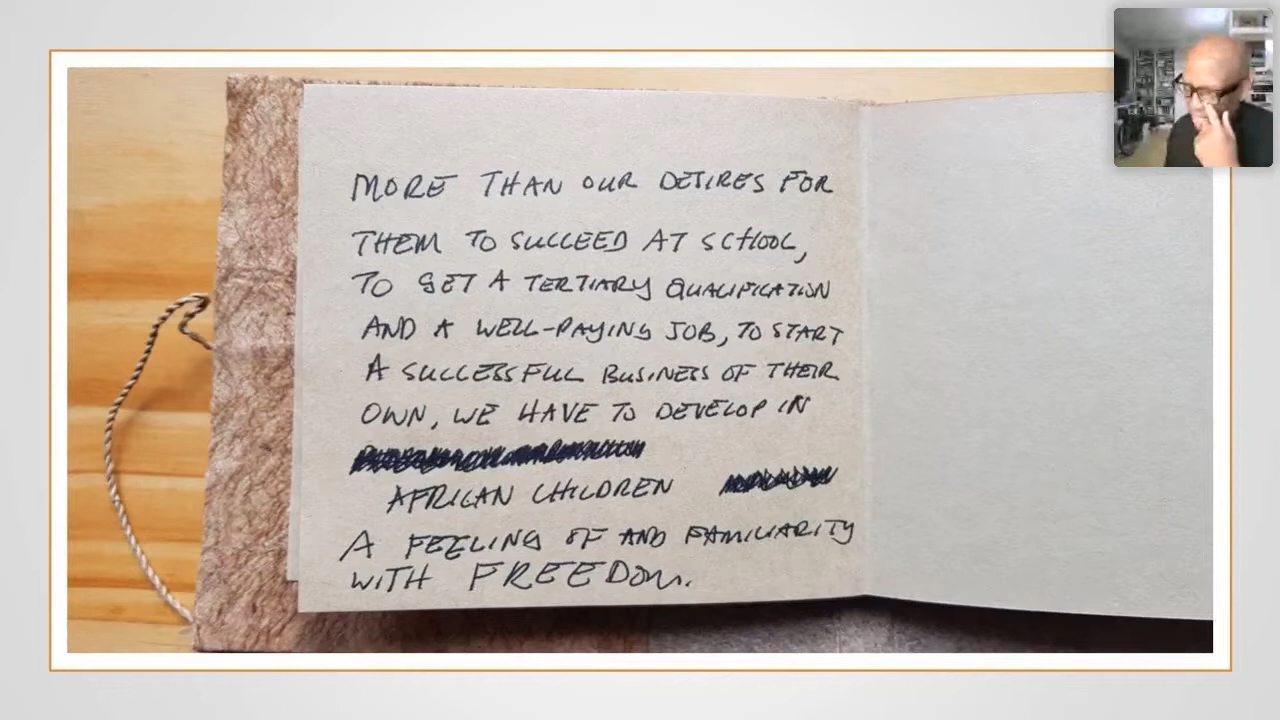 MORE THAN OUR DESIRES FOR
THEM TO SUCCEED AT SCHOOL,
TO GET A TERTIARY QUALIFICATION
AND A WELL-PAYING JOB, TO START
A SUCCESSFUL BUSINESS OF THEIR
OWN, WE HAVE TO DEVELOP IN
AFRICAN CHILDREN
A FEELING OF AND FAMILIARITY
WITH FREEDOM.